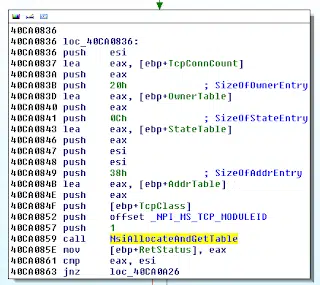 40CA0836
40CA0836 loc_40CA0836:
40CA0836 push    esi
40CA0837 lea     eax, [ebp+TcpConnCount]
40CA083A push    eax
40CA083B push    20h             ; SizeOfOwnerEntry
40CA083D lea     eax, [ebp+OwnerTable]
40CA0840 push    eax
40CA0841 push    0Ch             ; SizeOfStateEntry
40CA0843 lea     eax, [ebp+StateTable]
40CA0846 push    eax
40CA0847 push    esi
40CA0848 push    esi
40CA0849 push    38h             ; SizeOfAddrEntry
40CA084B lea     eax, [ebp+AddrTable]
40CA084E push    eax
40CA084F push    [ebp+TcpClass]
40CA0852 push    offset _NPI_MS_TCP_MODULEID
40CA0857 push    1
40CA0859 call    NsiAllocateAndGetTable
40CA085E mov     [ebp+RetStatus], eax
40CA0861 cmp     eax, esi
40CA0863 jnz     loc_40CA0A26